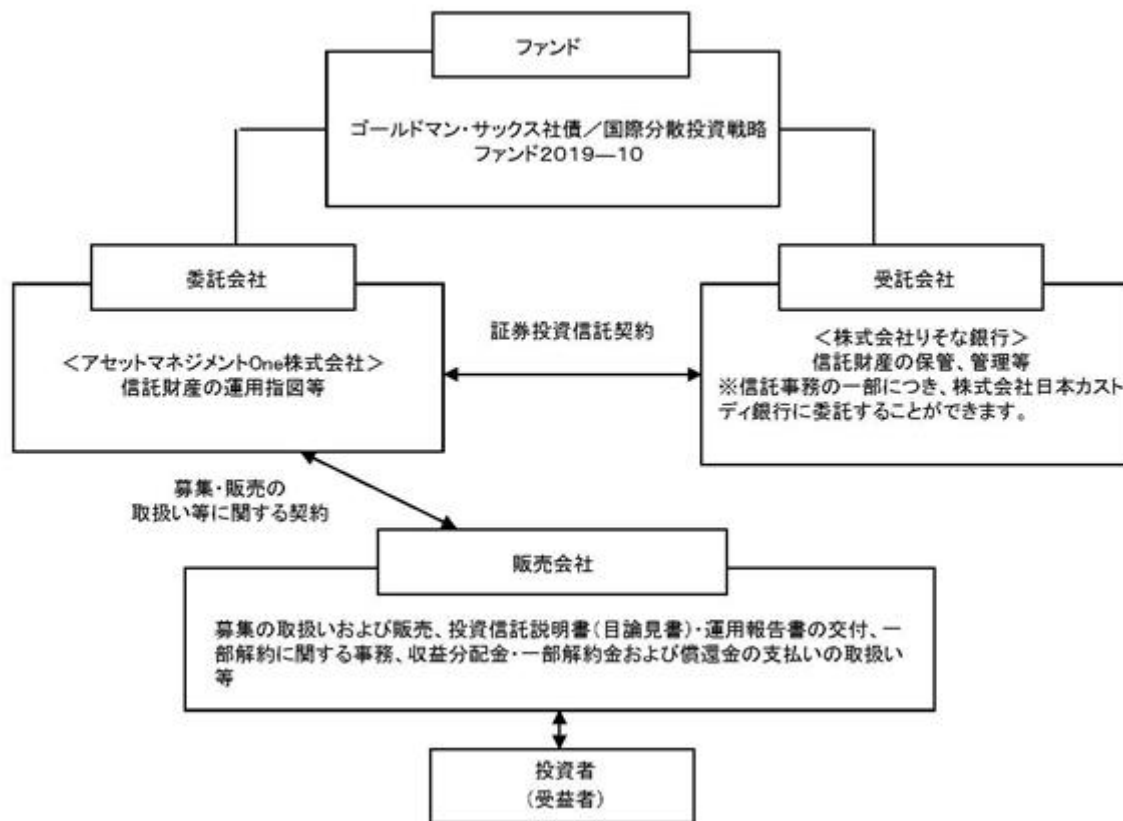 ファンド
ゴールドマン・サックス社債／国際分散投資戦略
ファンド2019―10
委託会社
＜アセットマネジメントOne株式会社＞
信託財産の運用指図等
証券投資信託契約
受託会社
＜株式会社りそな銀行＞
信託財産の保管、管理等
※信託事務の一部につき、株式会社日本カスト
ディ銀行に委託することができます。
募集・販売の
取扱い等に関する契約
販売会社
募集の取扱いおよび販売、投資信託説明書（目論見書）・運用報告書の交付、一
部解約に関する事務、収益分配金・一部解約金および償還金の支払いの取扱い
等
投資者
（受益者）